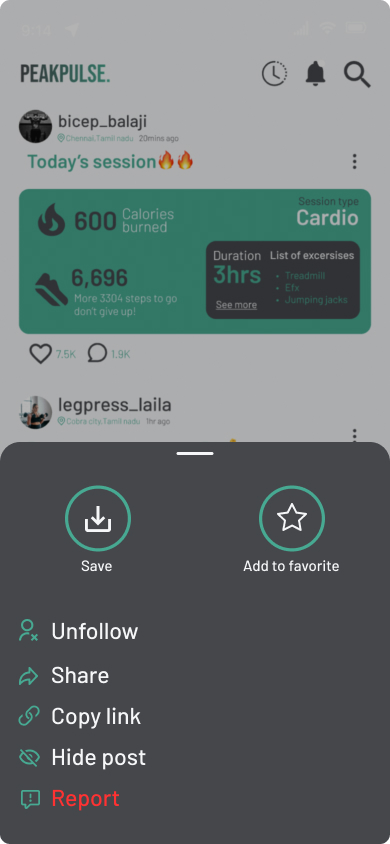 9:14
PEAKPULSE.
bicep_balaji
Chennai,Tamil nadu 20mins ago
Today's session🔥🔥
600 Calories burned
Session type
Cardio
6,696
More 3304 steps to go
don't give up!
Duration
3hrs
See more
List of excersises
• Treadmill
• Efx
• Jumping jacks
7.5K 1.9K
legpress_laila
Cobra city,Tamil nadu 1hr ago
Save
Add to favorite
Unfollow
Share
Copy link
Hide post
Report